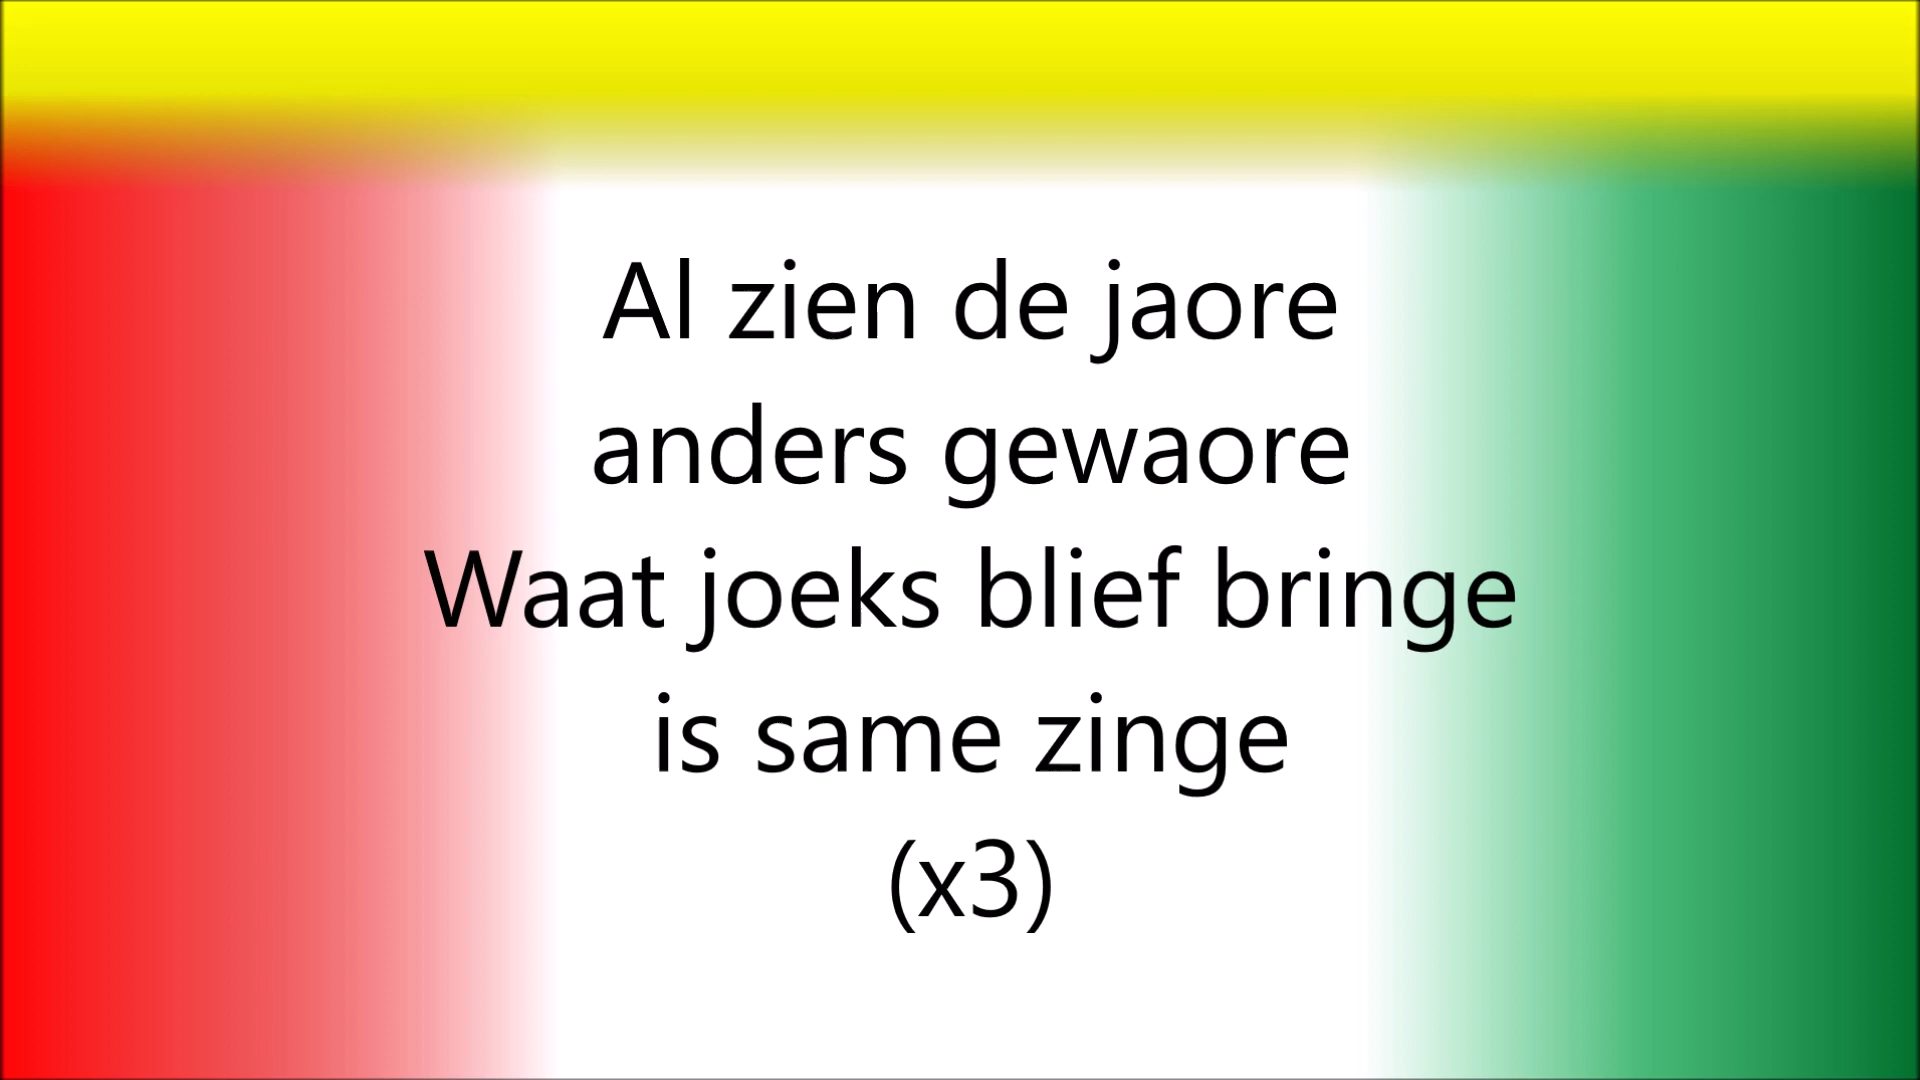 Al zien de jaore
anders gewaore
Waat joeks blief bringe
is same zinge
(x3)